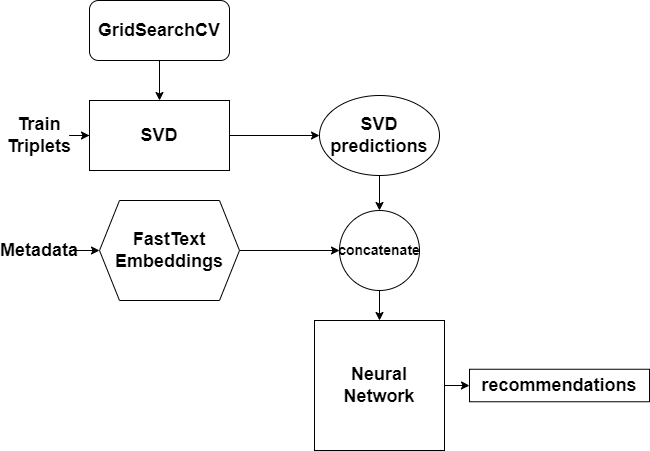 GridSearchCV
Train
Triplets
SVD
SVD
predictions
Metadata
FastText
Embeddings
concatenate
Neural
Network
recommendations